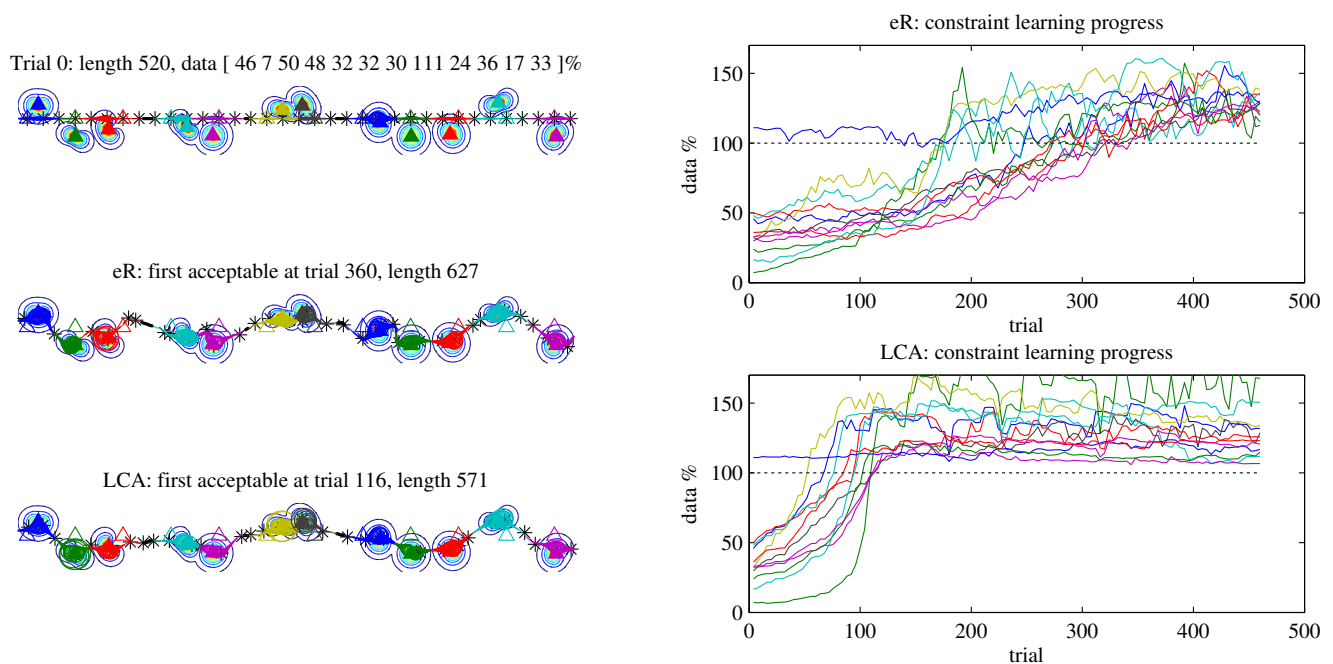 Trial 0: length 520, data [ 46 7 50 48 32 32 30 111 24 36 17 33 ]%
eR: first acceptable at trial 360, length 627
LCA: first acceptable at trial 116, length 571
eR: constraint learning progress
150
100
50
0
data %
0 100 200 300 400 500
trial
LCA: constraint learning progress
150
100
50
0
data %
0 100 200 300 400 500
trial